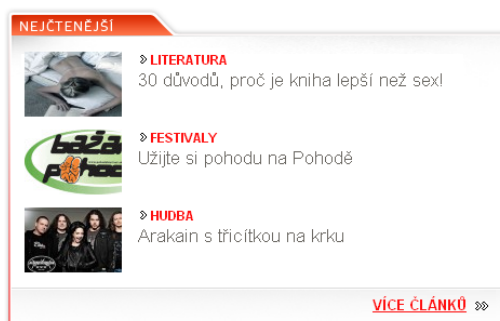 NEJČTENĚJŠÍ
LITERATURA
30 důvodů, proč je kniha lepší než sex!
FESTIVALY
Užijte si pohodu na Pohodě
HUDBA
Arakain s třicítkou na krku
VÍCE ČLÁNKŮ